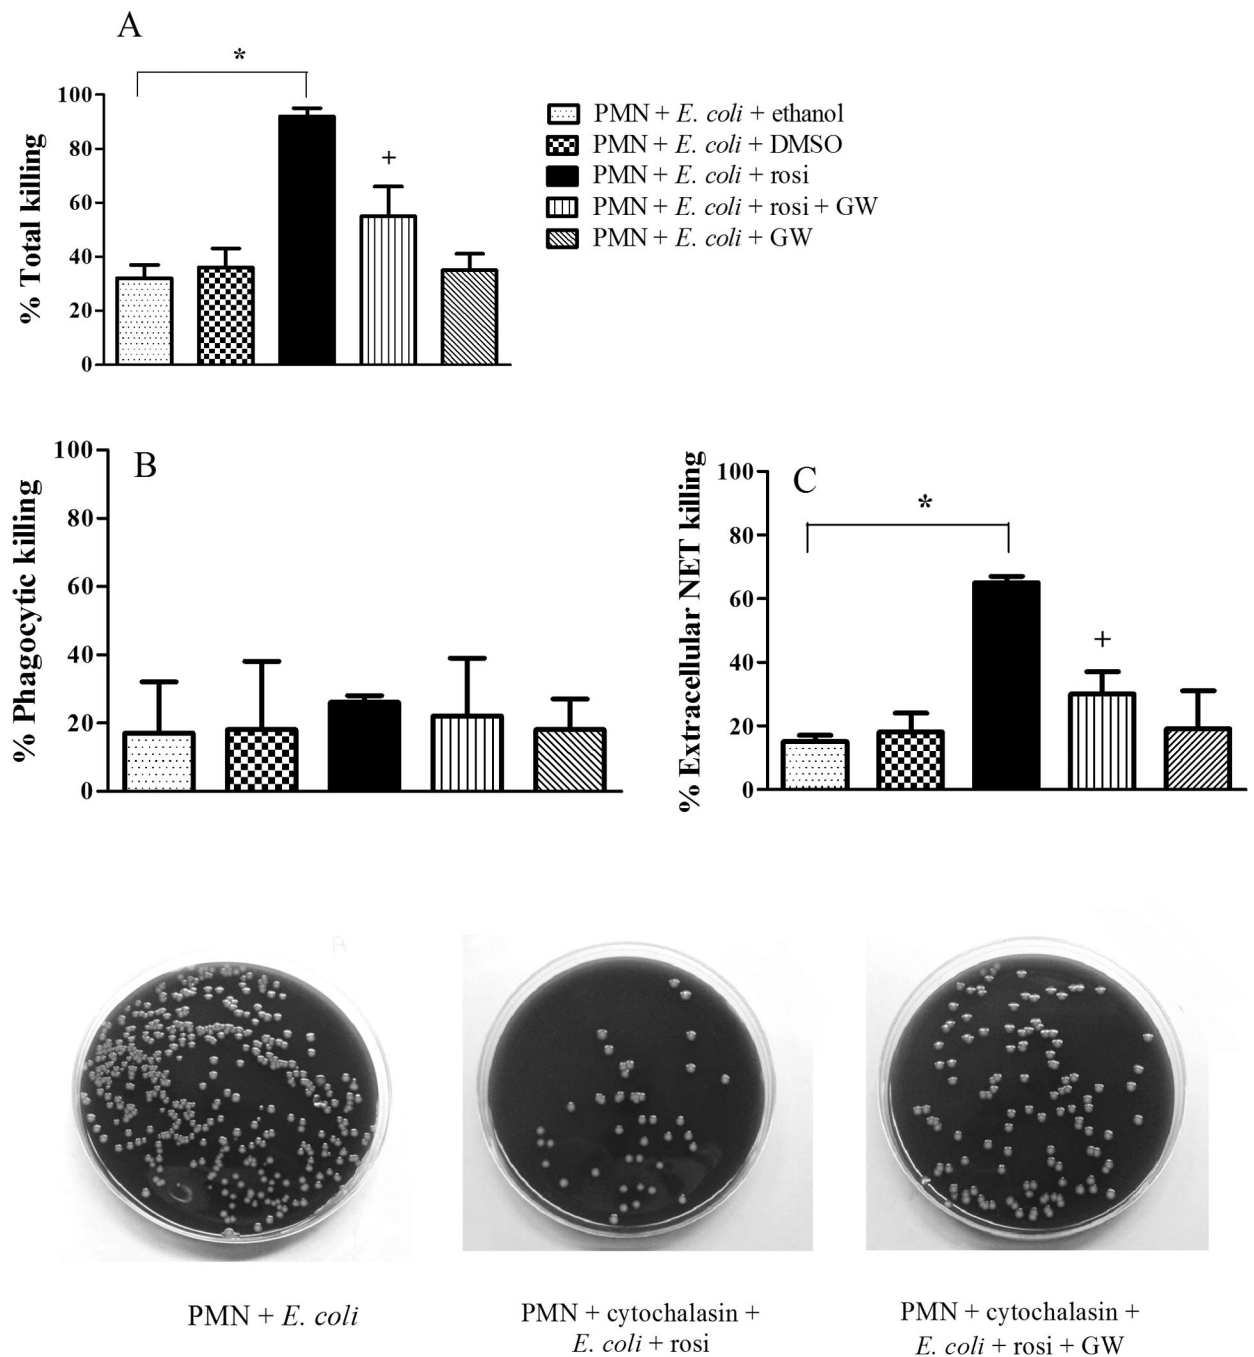 A
*
% Total killing
100
80
60
40
20
0
+
PMN + E. coli + ethanol
PMN + E. coli + DMSO
PMN + E. coli + rosi
PMN + E. coli + rosi + GW
PMN + E. coli + GW
B
% Phagocytic killing
100
80
60
40
20
0
C
% Extracellular NET killing
100
80
60
40
20
0
*
+
PMN + E. coli
PMN + cytochalasin +
E. coli + rosi
PMN + cytochalasin +
E. coli + rosi + GW